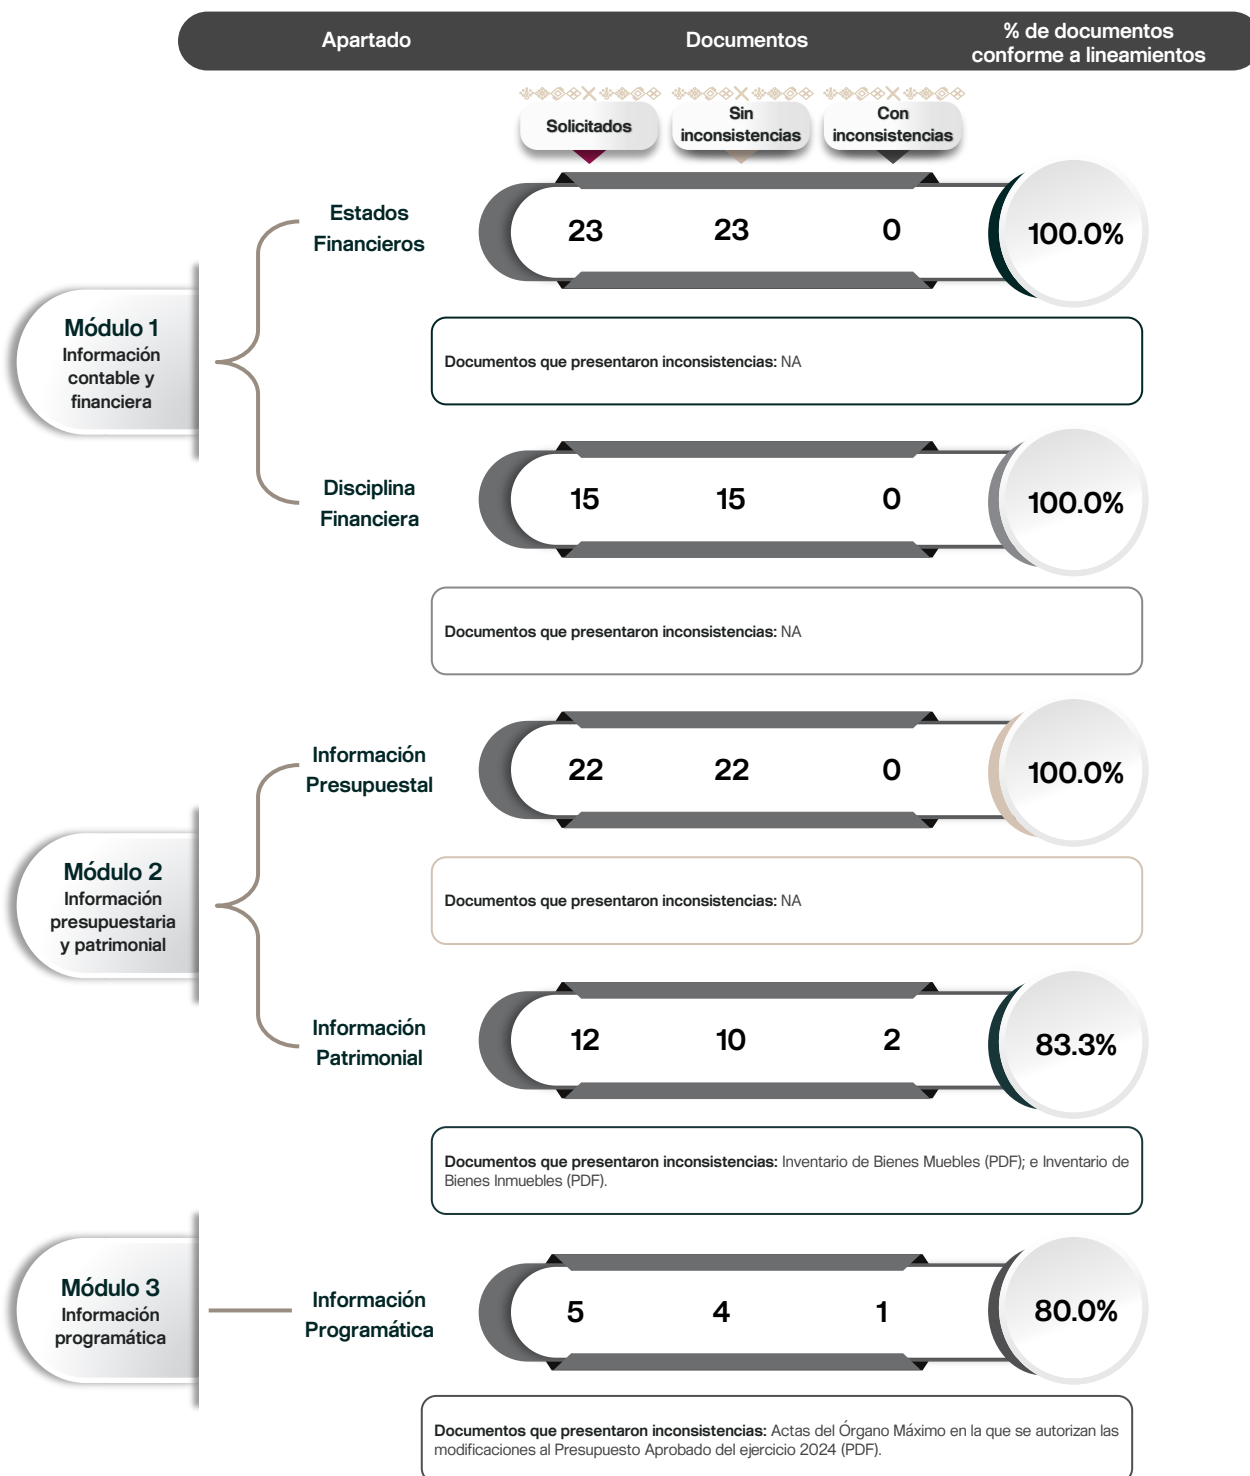 Apartado
Documentos
% de documentos
conforme a lineamientos
Solicitados
Sin
inconsistencias
Con
inconsistencias
Módulo 1
Información
contable y
financiera
Estados
Financieros
23 23 0 100.0%
Documentos que presentaron inconsistencias: NA
Disciplina
Financiera
15 15 0 100.0%
Documentos que presentaron inconsistencias: NA
Módulo 2
Información
presupuestaria
y patrimonial
Información
Presupuestal
22 22 0 100.0%
Documentos que presentaron inconsistencias: NA
Información
Patrimonial
12 10 2 83.3%
Documentos que presentaron inconsistencias: Inventario de Bienes Muebles (PDF); e Inventario de
Bienes Inmuebles (PDF).
Módulo 3
Información
programática
Información
Programática
5 4 1 80.0%
Documentos que presentaron inconsistencias: Actas del Órgano Máximo en la que se autorizan las
modificaciones al Presupuesto Aprobado del ejercicio 2024 (PDF).